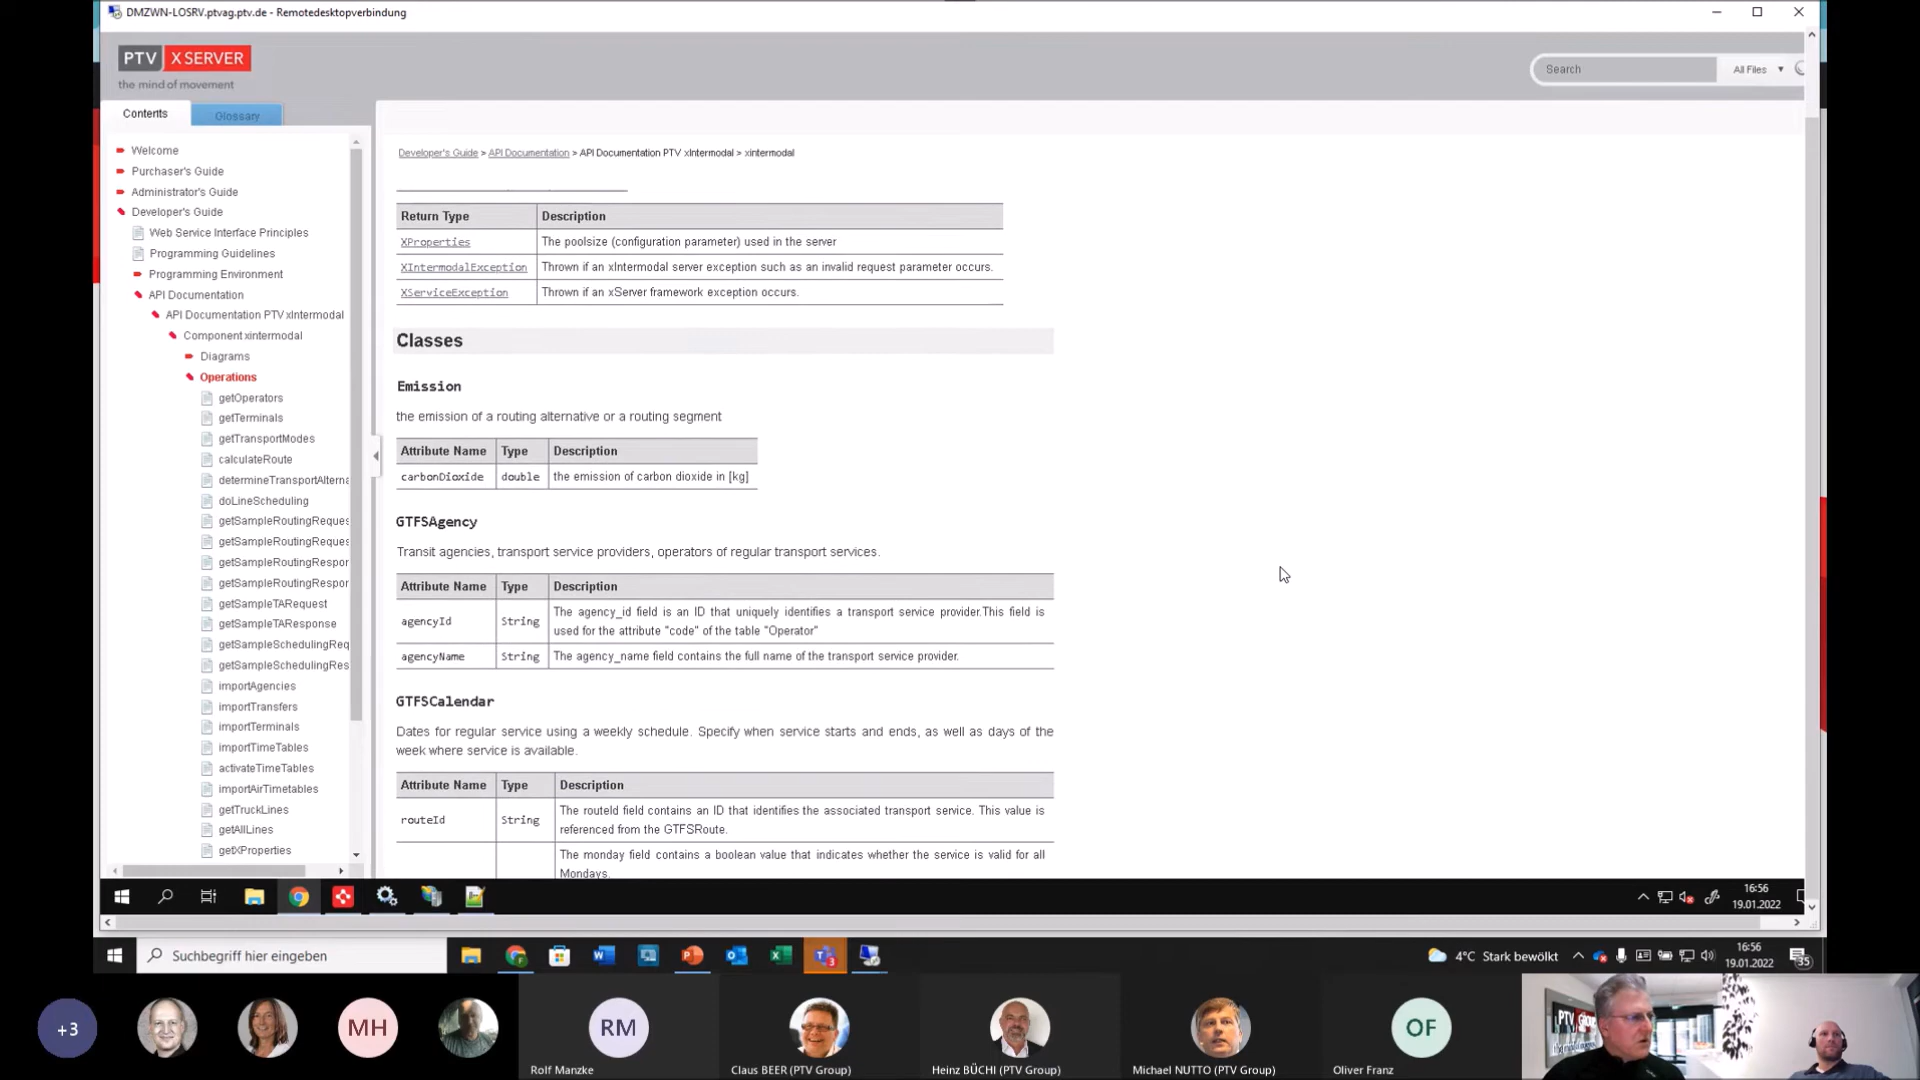 DMZWN-LOSRV.ptvag.ptv.de - Remotedesktopverbindung
PTV X SERVER
the mind of movement
Search
All Files
Contents
Glossary
Welcome
Purchaser's Guide
Administrator's Guide
Developer's Guide
Web Service Interface Principles
Programming Guidelines
Programming Environment
API Documentation
API Documentation PTV xIntermodal
Component xintermodal
Diagrams
Operations
getOperators
getTerminals
getTransportModes
calculateRoute
determineTransportAlterna
doLineScheduling
getSampleRoutingReques
getSampleRoutingReques
getSampleRoutingRespor
getSampleRoutingRespor
getSampleTARequest
getSampleTAResponse
getSampleSchedulingReq
getSampleSchedulingRes
importAgencies
importTransfers
importTerminals
importTimeTables
activateTimeTables
importAirTimetables
getTruckLines
getAllLines
getXProperties
Developer's Guide > API Documentation > API Documentation PTV xIntermodal > xintermodal
Return Type Description
XProperties The poolsize (configuration parameter) used in the server
XIntermodalException Thrown if an xIntermodal server exception such as an invalid request parameter occurs.
XServiceException Thrown if an xServer framework exception occurs.
Classes
Emission
the emission of a routing alternative or a routing segment
Attribute Name Type Description
carbonDioxide double the emission of carbon dioxide in [kg]
GTFSAgency
Transit agencies, transport service providers, operators of regular transport services.
Attribute Name Type Description
agencyId String The agency_id field is an ID that uniquely identifies a transport service provider.This field is
used for the attribute "code" of the table "Operator"
agencyName String The agency_name field contains the full name of the transport service provider.
GTFSCalendar
Dates for regular service using a weekly schedule. Specify when service starts and ends, as well as days of the
week where service is available.
Attribute Name Type Description
routeId String The routeId field contains an ID that identifies the associated transport service. This value is
referenced from the GTFSRoute.
The monday field contains a boolean value that indicates whether the service is valid for all
Mondays.
16:56
19.01.2022
Suchbegriff hier eingeben
4°C Stark bewölkt
16:56
19.01.2022
35
+3
MH
RM
OF
Rolf Manzke
Claus BEER (PTV Group)
Heinz BÜCHI (PTV Group)
Michael NUTTO (PTV Group)
Oliver Franz